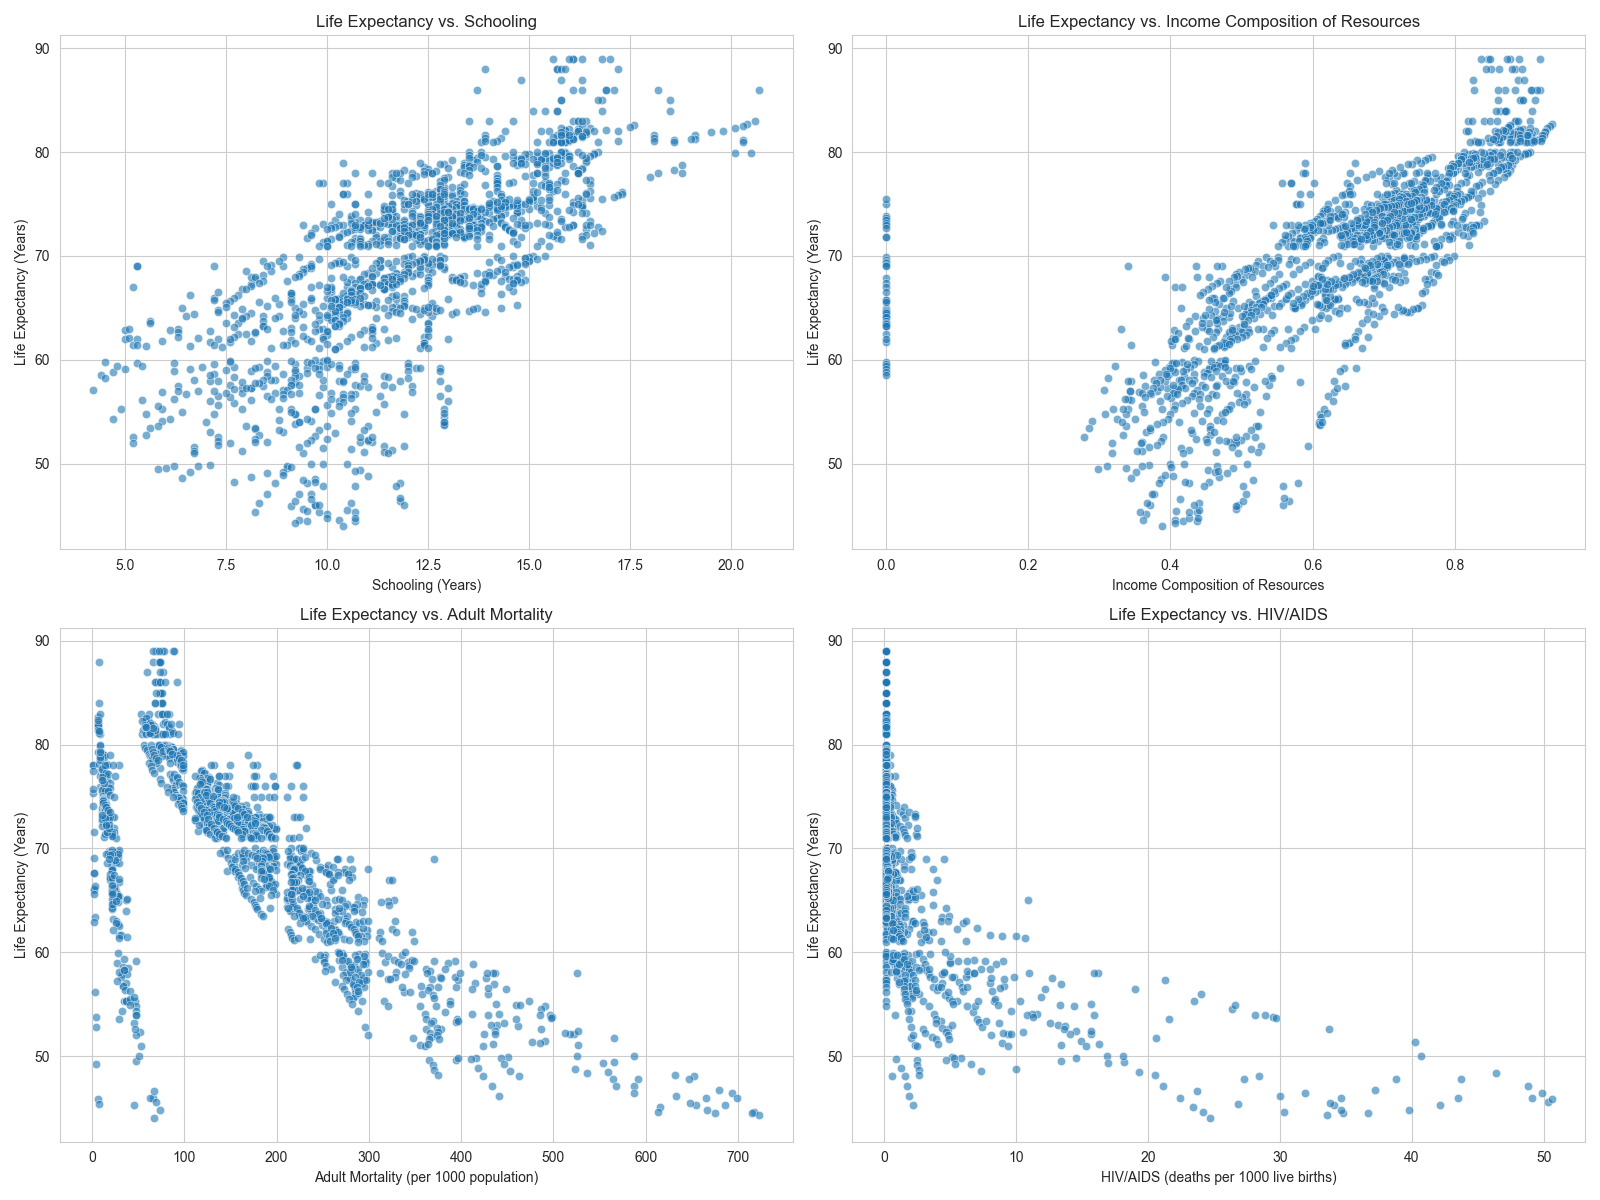 Life Expectancy vs. Schooling
90
80
70
60
50
Life Expectancy (Years)
5.0 7.5 10.0 12.5 15.0 17.5 20.0
Schooling (Years)
Life Expectancy vs. Income Composition of Resources
90
80
70
60
50
Life Expectancy (Years)
0.0 0.2 0.4 0.6 0.8
Income Composition of Resources
Life Expectancy vs. Adult Mortality
90
80
70
60
50
Life Expectancy (Years)
0 100 200 300 400 500 600 700
Adult Mortality (per 1000 population)
Life Expectancy vs. HIV/AIDS
90
80
70
60
50
Life Expectancy (Years)
0 10 20 30 40 50
HIV/AIDS (deaths per 1000 live births)